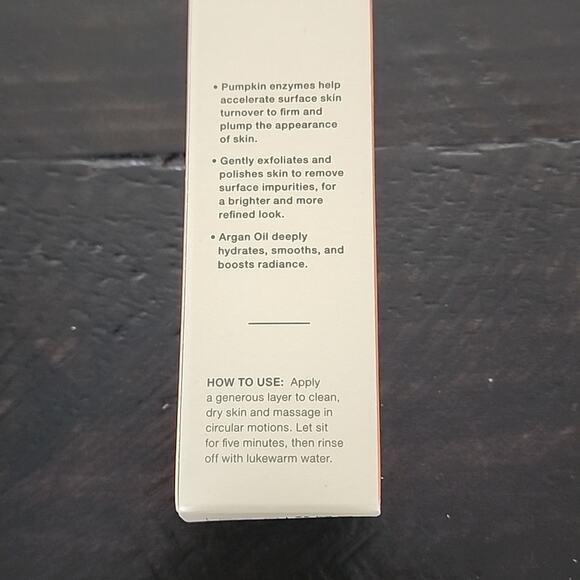 • Pumpkin enzymes help
accelerate surface skin
turnover to firm and
plump the appearance
of skin.
• Gently exfoliates and
polishes skin to remove
surface impurities, for
a brighter and more
refined look.
• Argan Oil deeply
hydrates, smooths, and
boosts radiance.
HOW TO USE: Apply
a generous layer to clean,
dry skin and massage in
circular motions. Let sit
for five minutes, then rinse
off with lukewarm water.